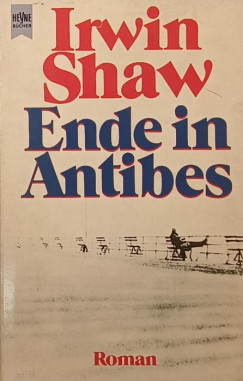 HEYNE
BÜCHER
Irwin
Shaw
Ende in
Antibes
Roman